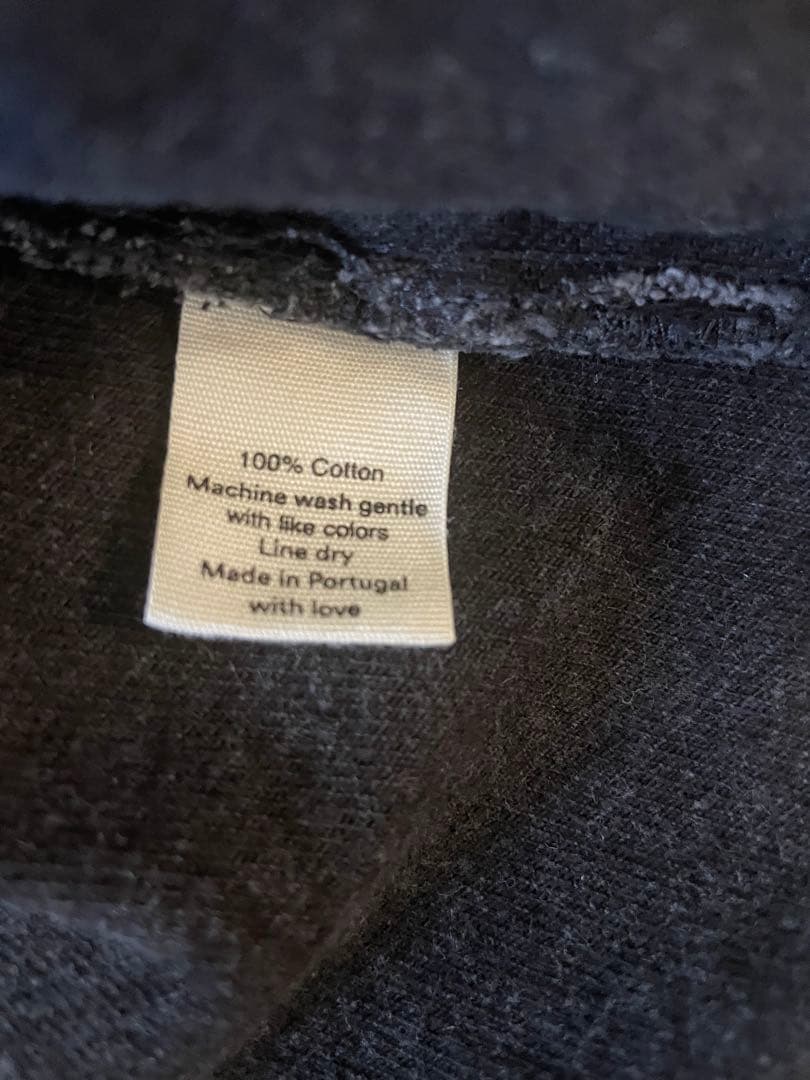 100% Cotton
Machine wash gentle
with like colors
Line dry
Made in Portugal
with love